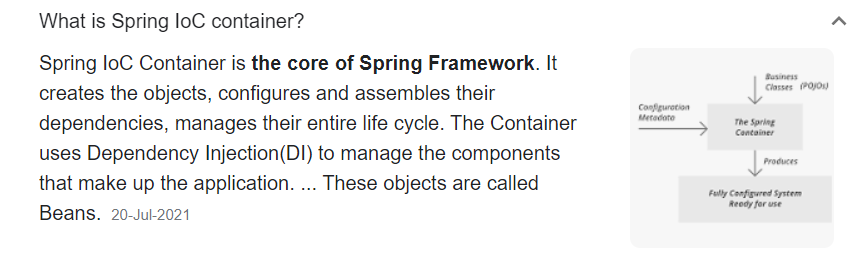 What is Spring IoC container?
Spring IoC Container is the core of Spring Framework. It
creates the objects, configures and assembles their
dependencies, manages their entire life cycle. The Container
uses Dependency Injection(DI) to manage the components
that make up the application. ... These objects are called
Beans. 20-Jul-2021
Business
Classes (POJOs)
Configuration
Metadata
The Spring
Container
Produces
Fully Configured System
Ready for use